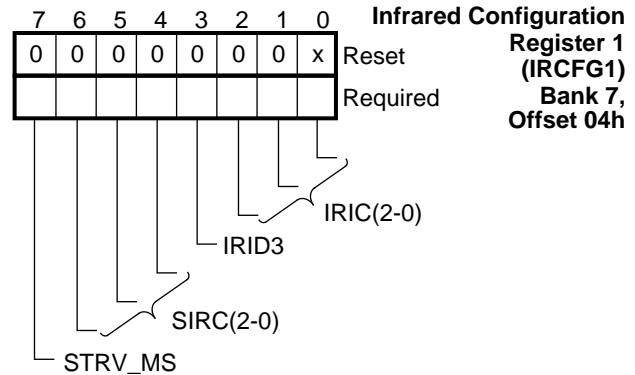 7 6 5 4 3 2 1 0
Infrared Configuration
Register 1
(IRCFG1)
Bank 7,
Offset 04h
0 0 0 0 0 0 0 x Reset
Required
IRIC(2-0)
IRID3
SIRC(2-0)
STRV_MS